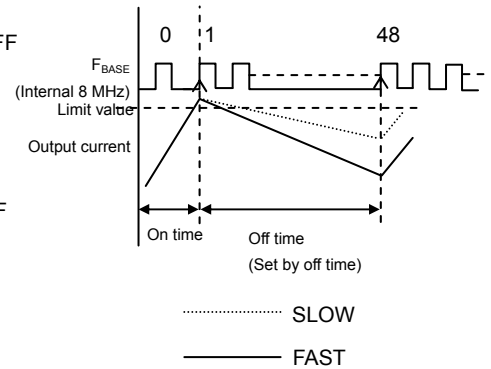 FF
0 1 48
F_BASE
(Internal 8 MHz)
Limit value
Output current
F
On time
Off time
(Set by off time)
SLOW
FAST